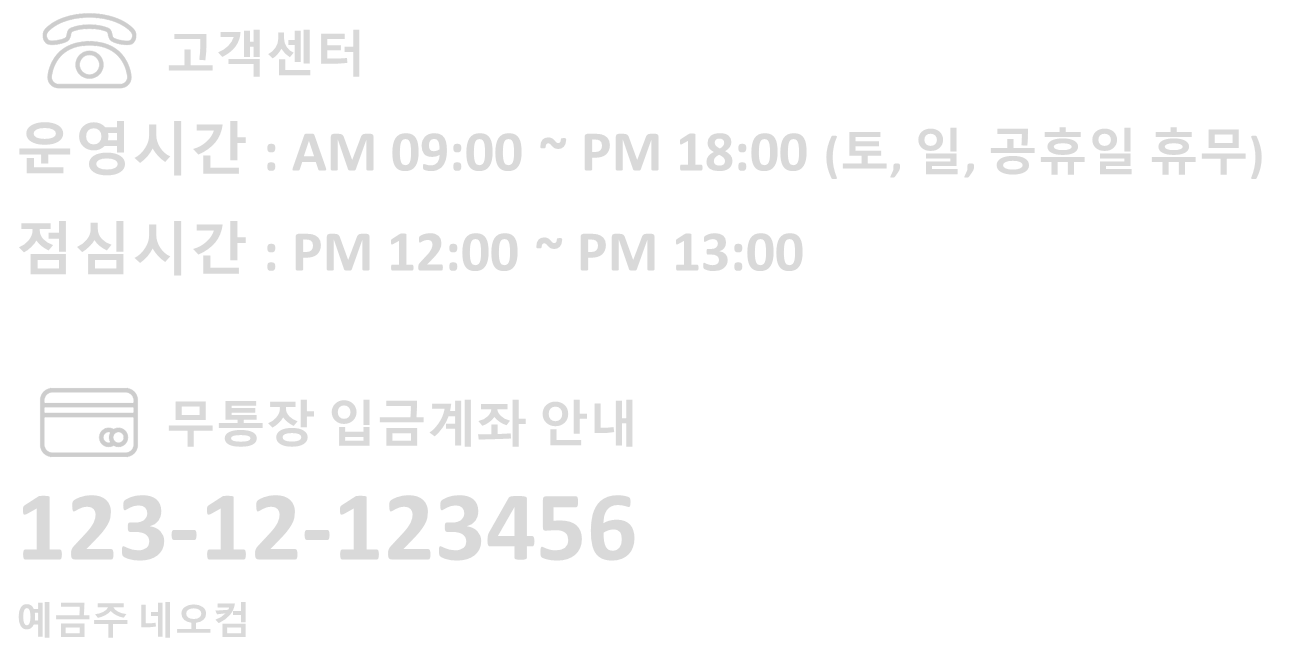 고객센터
운영시간 : AM 09:00 ~ PM 18:00 (토, 일, 공휴일 휴무)
점심시간 : PM 12:00 ~ PM 13:00
무통장 입금계좌 안내
123-12-123456
예금주 네오컴